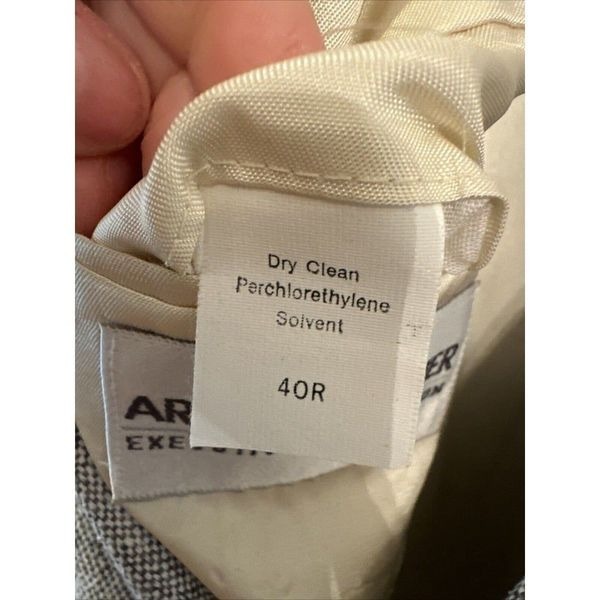 Dry Clean
Perchlorethylene
Solvent
40R